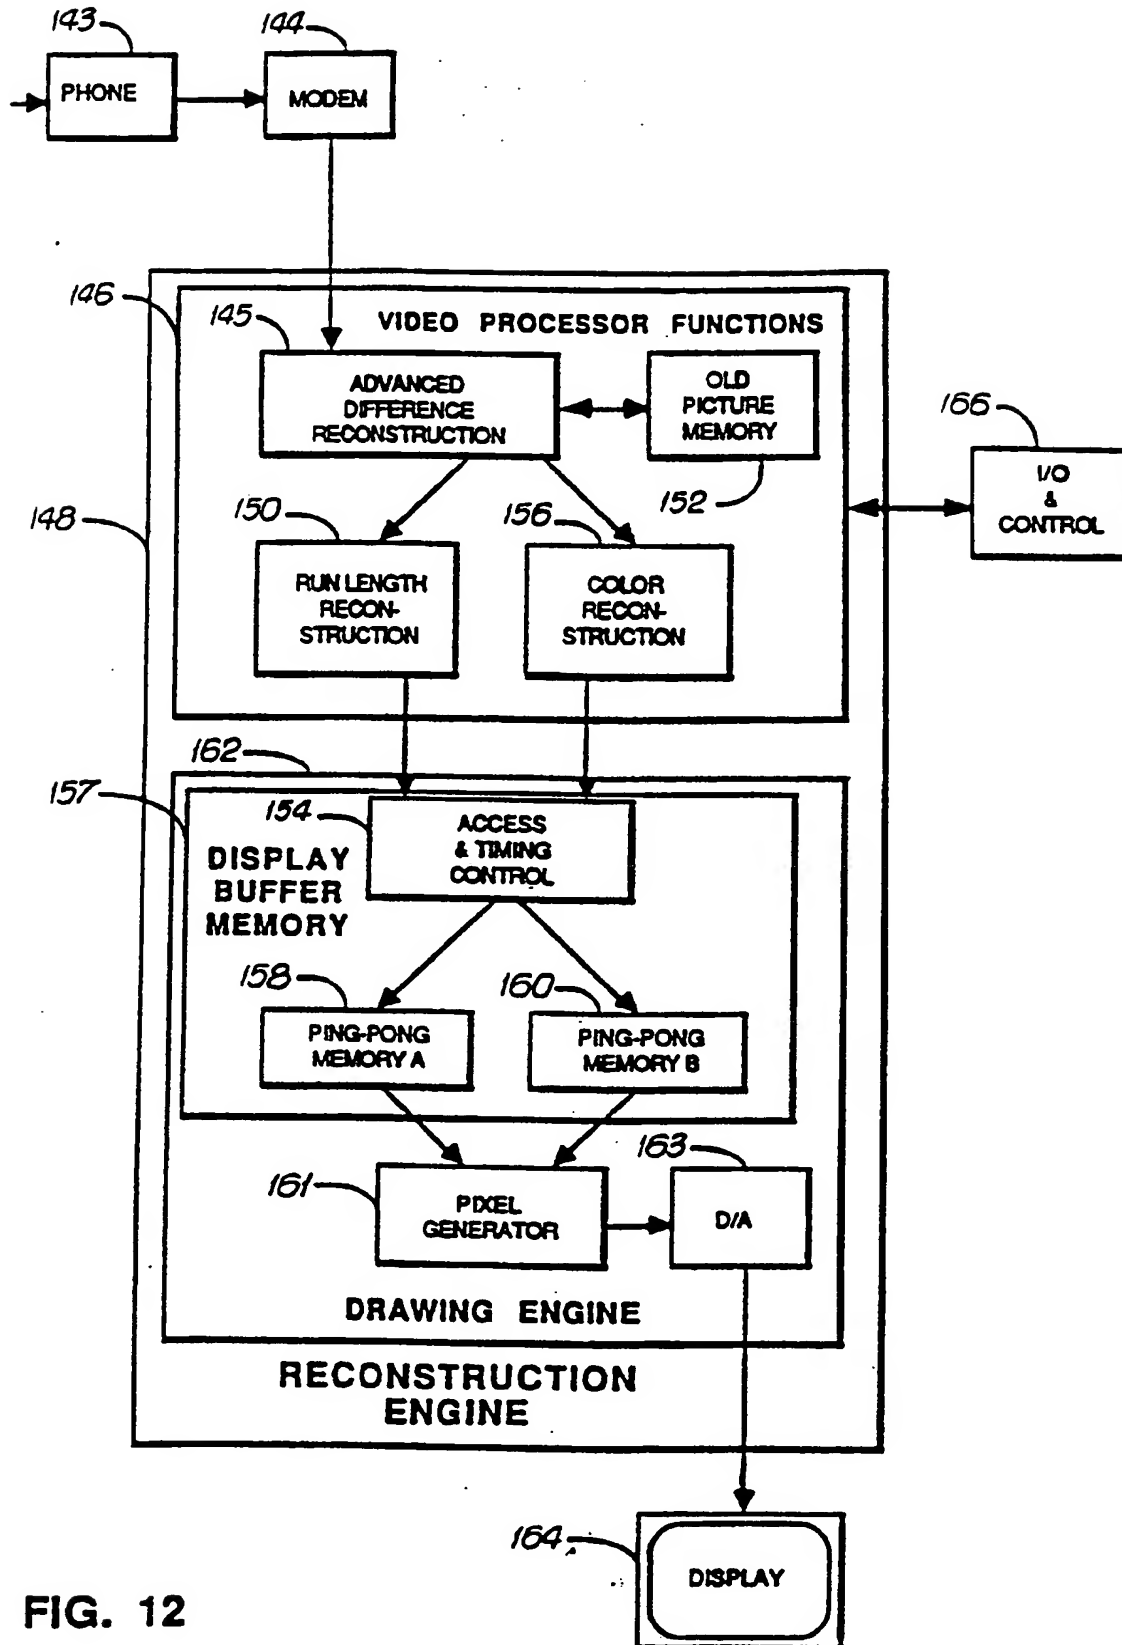 143
144
PHONE
MODEM
146
145
VIDEO PROCESSOR FUNCTIONS
ADVANCED
DIFFERENCE
RECONSTRUCTION
OLD
PICTURE
MEMORY
166
I/O
&
CONTROL
148
150
156
152
RUN LENGTH
RECON-
STRUCTION
COLOR
RECON-
STRUCTION
162
157
154
ACCESS
& TIMING
CONTROL
DISPLAY
BUFFER
MEMORY
158
160
PING-PONG
MEMORY A
PING-PONG
MEMORY B
161
163
PIXEL
GENERATOR
D/A
DRAWING ENGINE
RECONSTRUCTION
ENGINE
164
DISPLAY
FIG. 12